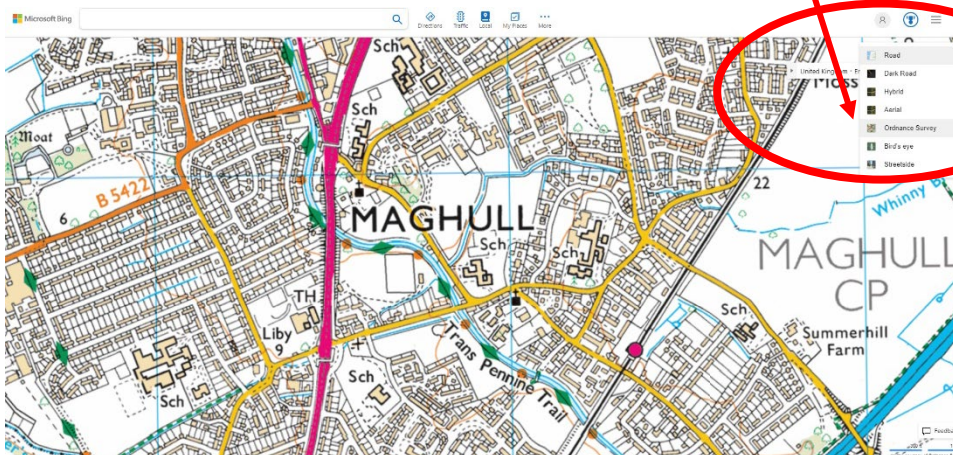 Microsoft Bing
Directions
Traffic
Local
My Places
More
Road
Dark Road
Hybrid
Aerial
Ordnance Survey
Bird's eye
Streetside
United Kingdom
Moss
Sch
Sch
Moat
B 5422
6
22
Whinny
MAGHULL
Sch
Sch
MAGHULL
CP
TH
Liby
9
Sch
Summerhill
Farm
Trans Pennine Trail
Sch
Sch